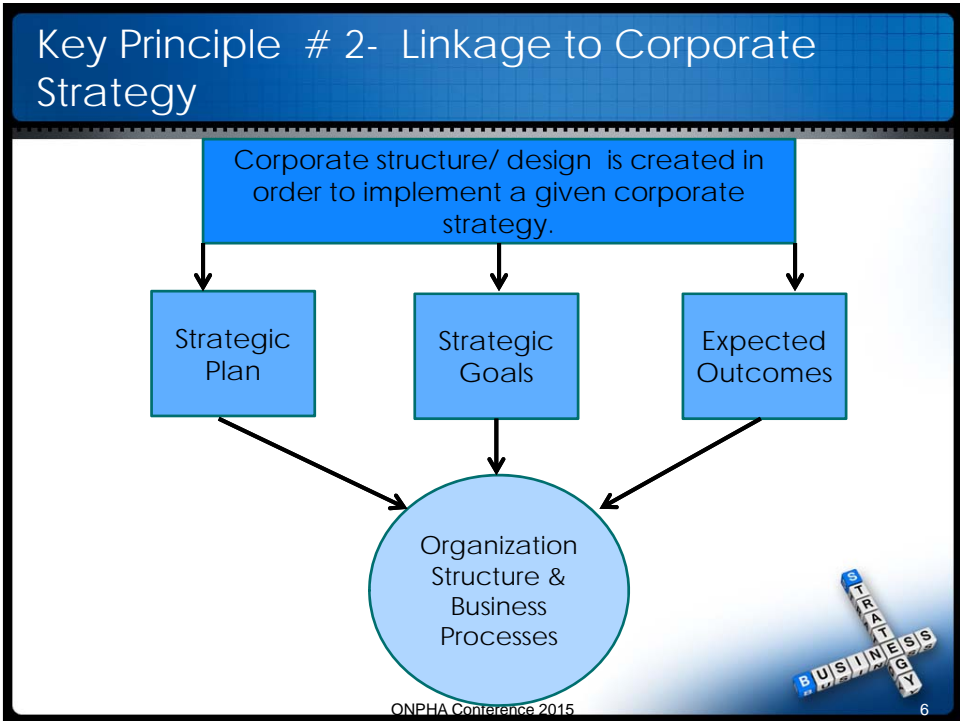 Key Principle # 2- Linkage to Corporate
Strategy
Corporate structure/ design is created in
order to implement a given corporate
strategy.
Strategic
Plan
Strategic
Goals
Expected
Outcomes
Organization
Structure &
Business
Processes
STRATEGY
BUSINESS
ONPHA Conference 2015
6